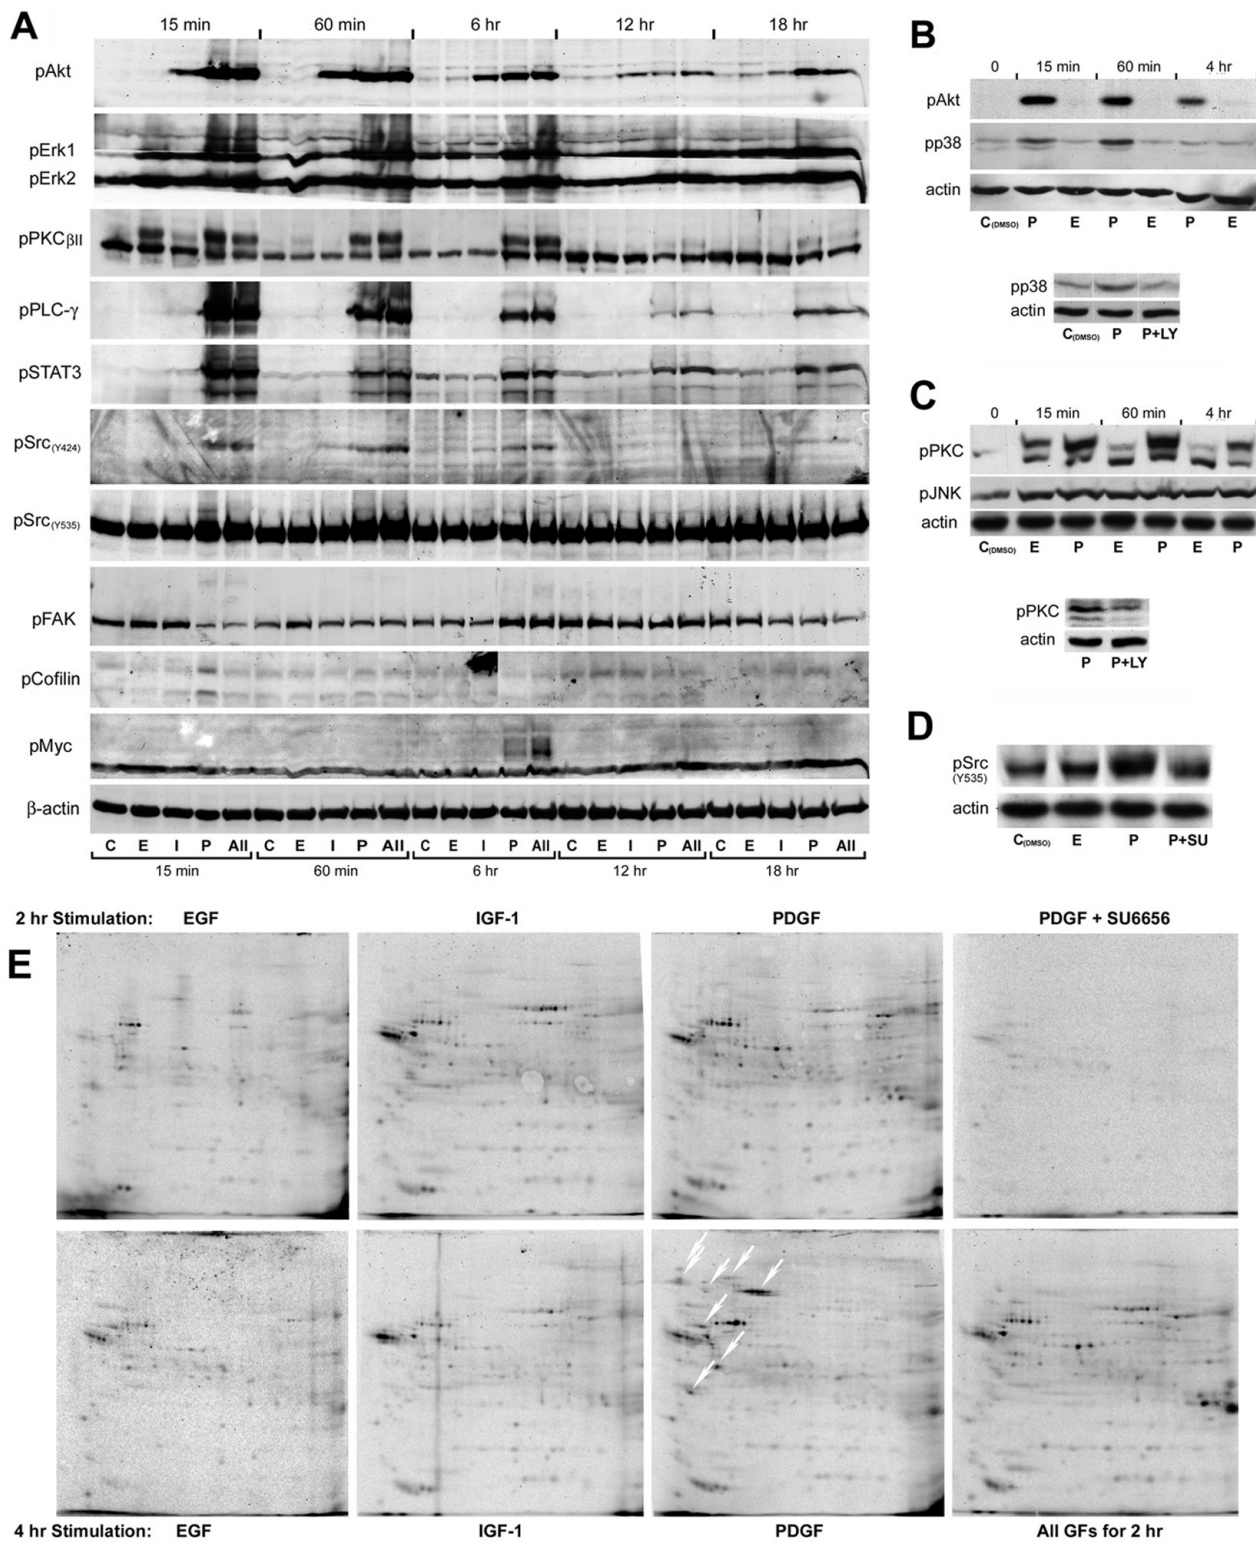 A
15 min 60 min 6 hr 12 hr 18 hr
pAkt
pErk1
pErk2
pPKCβII
pPLC-γ
pSTAT3
pSrc(Y424)
pSrc(Y535)
pFAK
pCofilin
pMyc
β-actin
C E I P All C E I P All C E I P All C E I P All C E I P All
15 min 60 min 6 hr 12 hr 18 hr
B
0 15 min 60 min 4 hr
pAkt
pp38
actin
C(DMSO) P E P E P E
pp38
actin
C(DMSO) P P+LY
C
0 15 min 60 min 4 hr
pPKC
pJNK
actin
C(DMSO) E P E P E P
pPKC
actin
P P+LY
D
pSrc
(Y535)
actin
C(DMSO) E P P+SU
2 hr Stimulation: EGF IGF-1 PDGF PDGF + SU6656
E
4 hr Stimulation: EGF IGF-1 PDGF All GFs for 2 hr